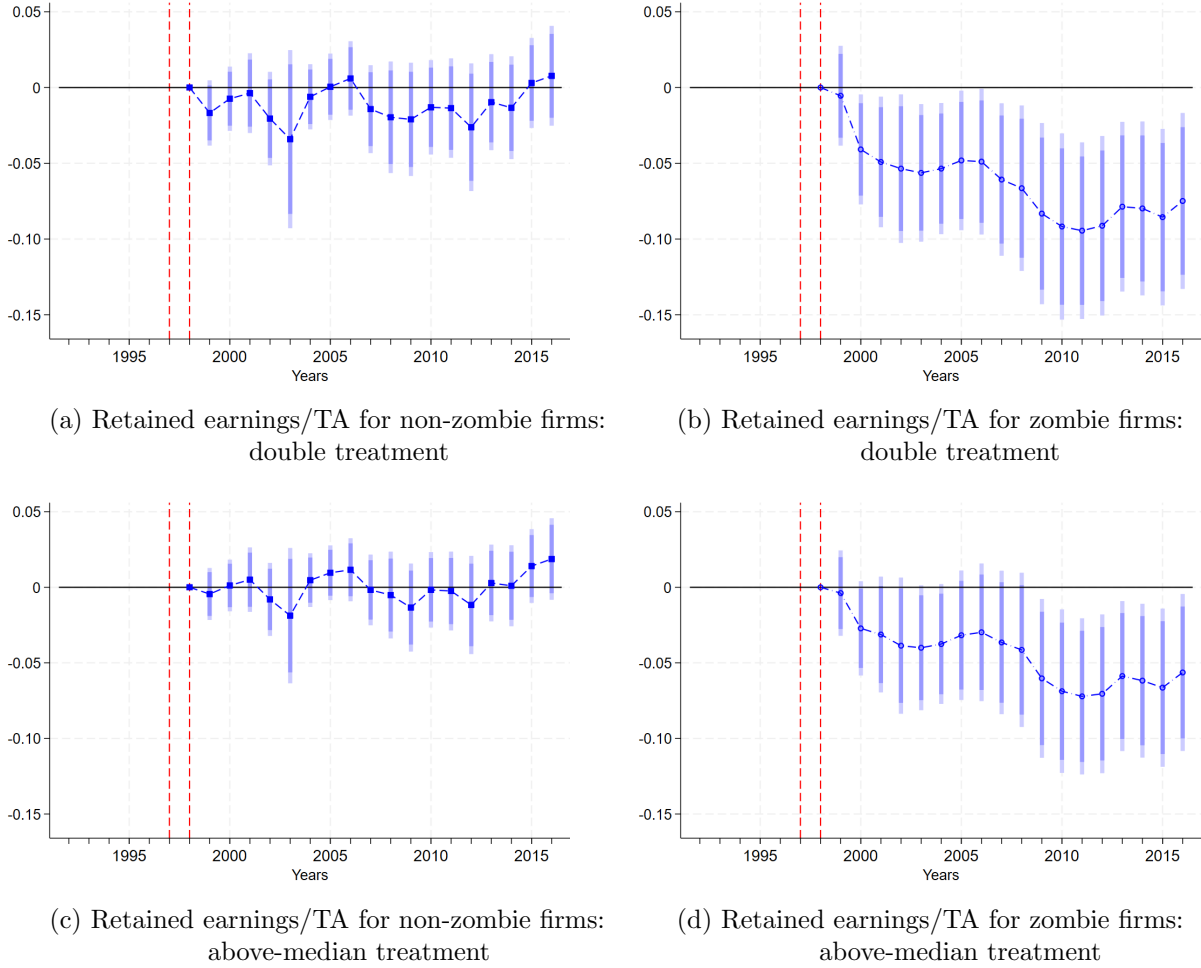 0.05
0
-0.05
-0.10
-0.15
1995 2000 2005 2010 2015
Years
(a) Retained earnings/TA for non-zombie firms:
double treatment
0.05
0
-0.05
-0.10
-0.15
1995 2000 2005 2010 2015
Years
(b) Retained earnings/TA for zombie firms:
double treatment
0.05
0
-0.05
-0.10
-0.15
1995 2000 2005 2010 2015
Years
(c) Retained earnings/TA for non-zombie firms:
above-median treatment
0.05
0
-0.05
-0.10
-0.15
1995 2000 2005 2010 2015
Years
(d) Retained earnings/TA for zombie firms:
above-median treatment